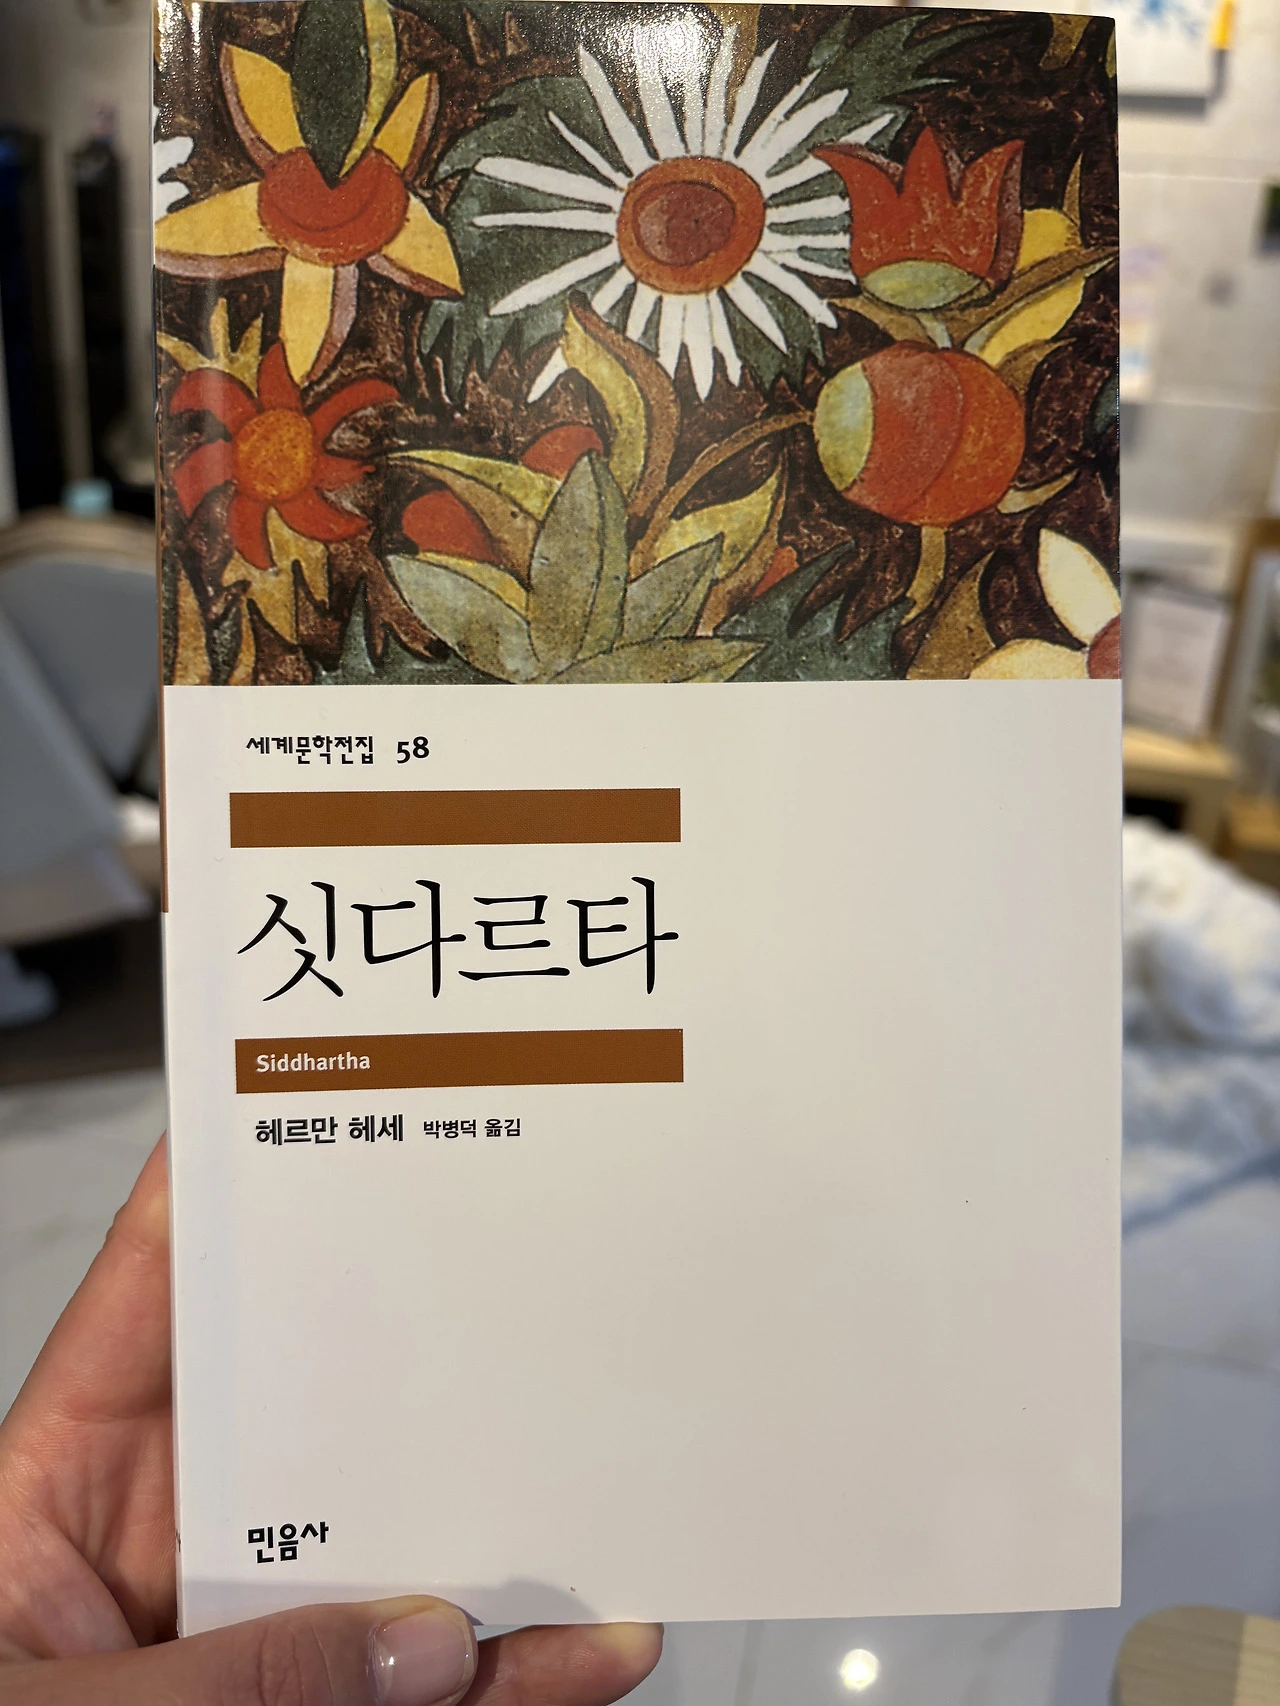 세계문학전집 58
싯다르타
Siddhartha
헤르만 헤세 박병덕 옮김
민음사